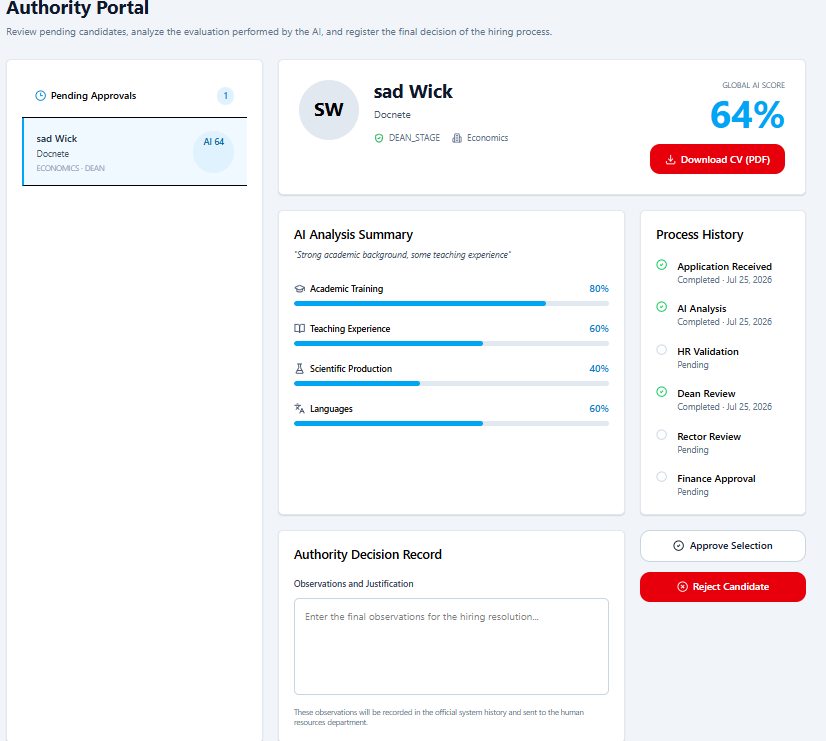 Authority Portal
Review pending candidates, analyze the evaluation performed by the AI, and register the final decision of the hiring process.
Pending Approvals
1
sad Wick
Docnete
ECONOMICS · DEAN
AI 64
SW
sad Wick
Docnete
DEAN_STAGE
Economics
GLOBAL AI SCORE
64%
Download CV (PDF)
AI Analysis Summary
"Strong academic background, some teaching experience"
Academic Training
80%
Teaching Experience
60%
Scientific Production
40%
Languages
60%
Process History
Application Received
Completed · Jul 25, 2026
AI Analysis
Completed · Jul 25, 2026
HR Validation
Pending
Dean Review
Completed · Jul 25, 2026
Rector Review
Pending
Finance Approval
Pending
Authority Decision Record
Observations and Justification
Enter the final observations for the hiring resolution...
These observations will be recorded in the official system history and sent to the human
resources department.
Approve Selection
Reject Candidate